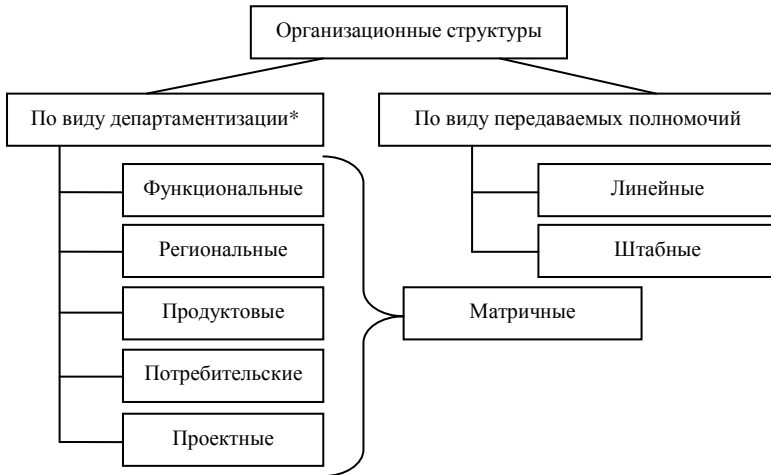 Организационные структуры
По виду департаментизации*
По виду передаваемых полномочий
Функциональные
Региональные
Продуктовые
Потребительские
Проектные
Матричные
Линейные
Штабные